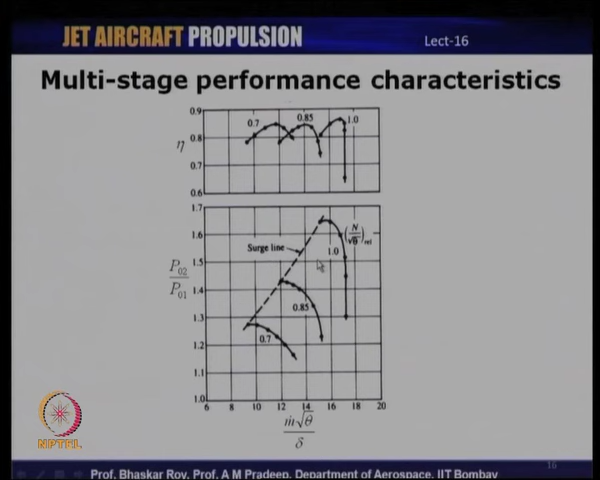 JET AIRCRAFT PROPULSION
Lect-16
Multi-stage performance characteristics
0.9
0.8
0.7
0.6
η
0.7
0.85
1.0
1.7
1.6
1.5
1.4
1.3
1.2
1.1
1.0
P02
P01
Surge line
(N/√θ)rel
1.0
0.85
0.7
6 8 10 12 14 16 18 20
ṁ√θ
δ
NPTEL
16
Prof. Bhaskar Roy, Prof. A M Pradeep, Department of Aerospace, IIT Bombay